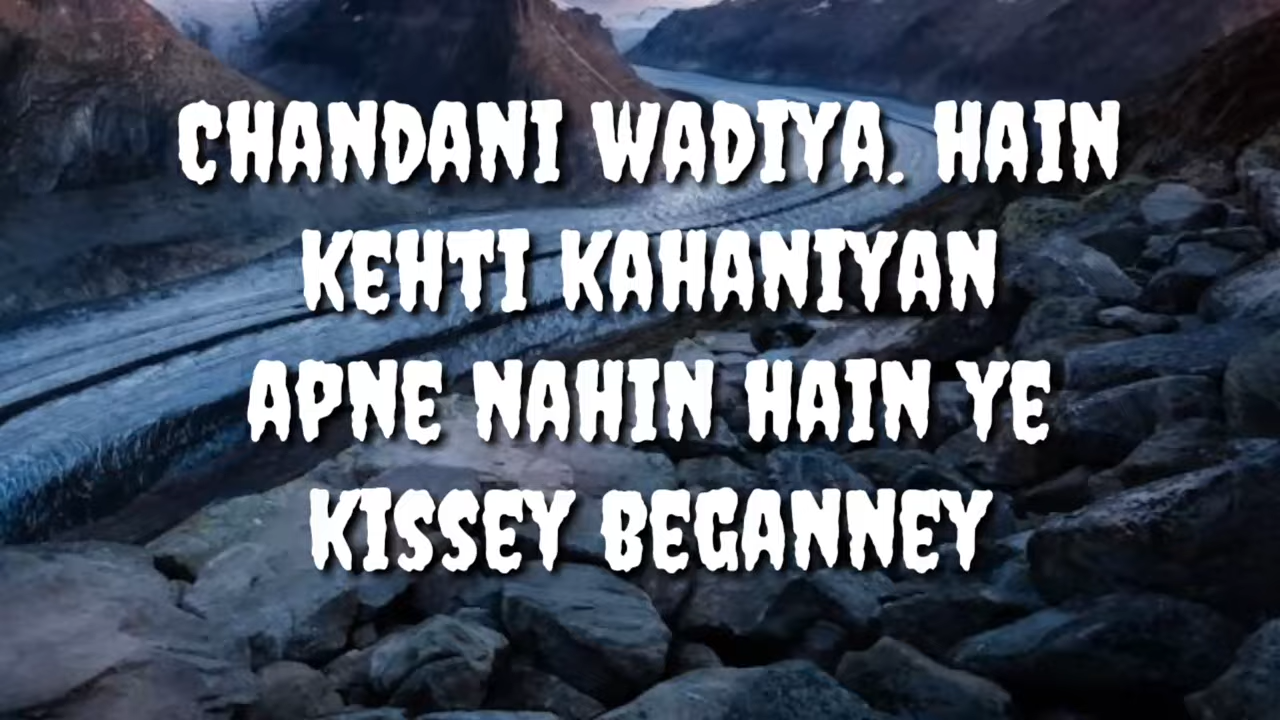 CHANDANI WADIYA. HAIN
KEHTI KAHANIYAN
APNE NAHIN HAIN YE
KISSEY BEGANNEY